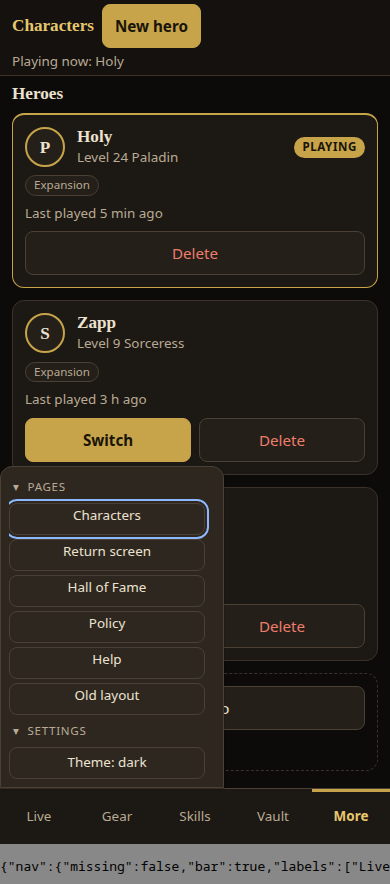 Characters New hero
Playing now: Holy
Heroes
P
Holy
Level 24 Paladin
PLAYING
Expansion
Last played 5 min ago
Delete
S
Zapp
Level 9 Sorceress
Expansion
Last played 3 h ago
Switch Delete
▾ PAGES
Characters
Return screen
Hall of Fame
Policy
Help
Old layout
▾ SETTINGS
Theme: dark
Delete
Live Gear Skills Vault More
{"nav":{"missing":false,"bar":true,"labels":["Live